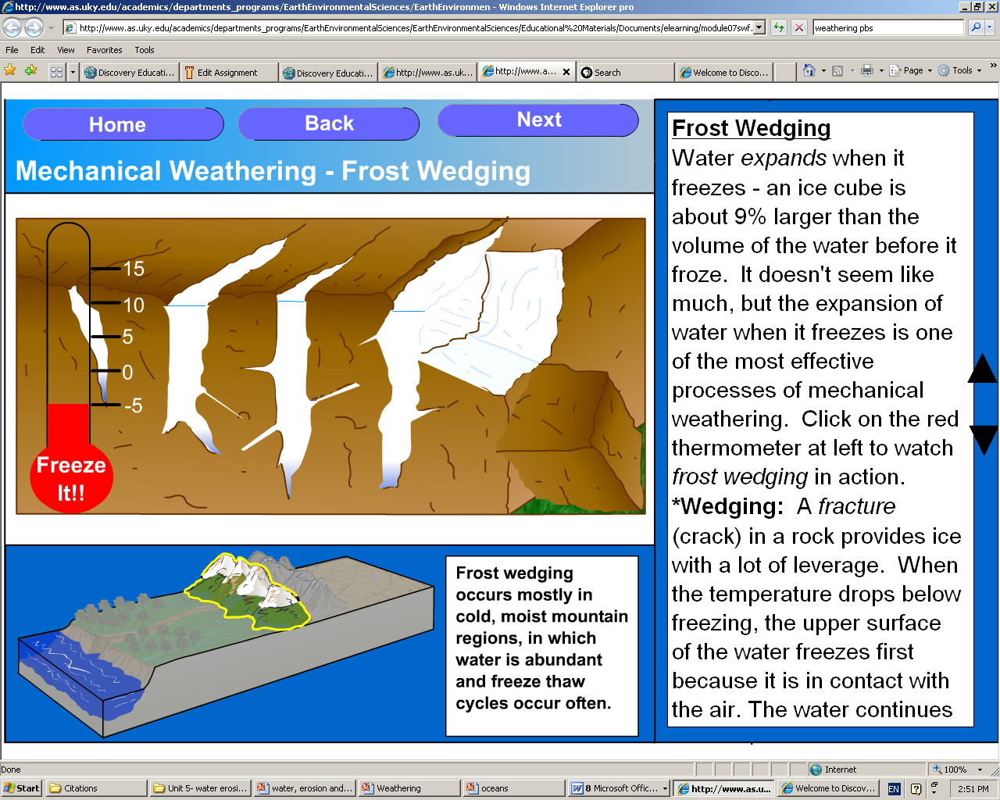 http://www.as.uky.edu/academics/departments_programs/EarthEnvironmentalSciences/EarthEnvironmen - Windows Internet Explorer pro
http://www.as.uky.edu/academics/departments_programs/EarthEnvironmentalSciences/EarthEnvironmentalSciences/Educational%20Materials/Documents/elearning/module07swf.
weathering pbs
File Edit View Favorites Tools
Discovery Educati...
Edit Assignment
Discovery Educati...
http://www.as.uk...
http://www.a...
Search
Welcome to Disco...
Page
Tools
Home
Back
Next
Mechanical Weathering - Frost Wedging
15
10
5
0
-5
Freeze
It!!
Frost wedging
occurs mostly in
cold, moist mountain
regions, in which
water is abundant
and freeze thaw
cycles occur often.
Frost Wedging
Water expands when it
freezes - an ice cube is
about 9% larger than the
volume of the water before it
froze.  It doesn't seem like
much, but the expansion of
water when it freezes is one
of the most effective
processes of mechanical
weathering.  Click on the red
thermometer at left to watch
frost wedging in action.
*Wedging:  A fracture
(crack) in a rock provides ice
with a lot of leverage.  When
the temperature drops below
freezing, the upper surface
of the water freezes first
because it is in contact with
the air. The water continues
Done
Internet
100%
Start
Citations
Unit 5- water erosi...
water, erosion and...
Weathering
oceans
8 Microsoft Offic...
http://www.as.u...
Welcome to Discov...
EN
2:51 PM